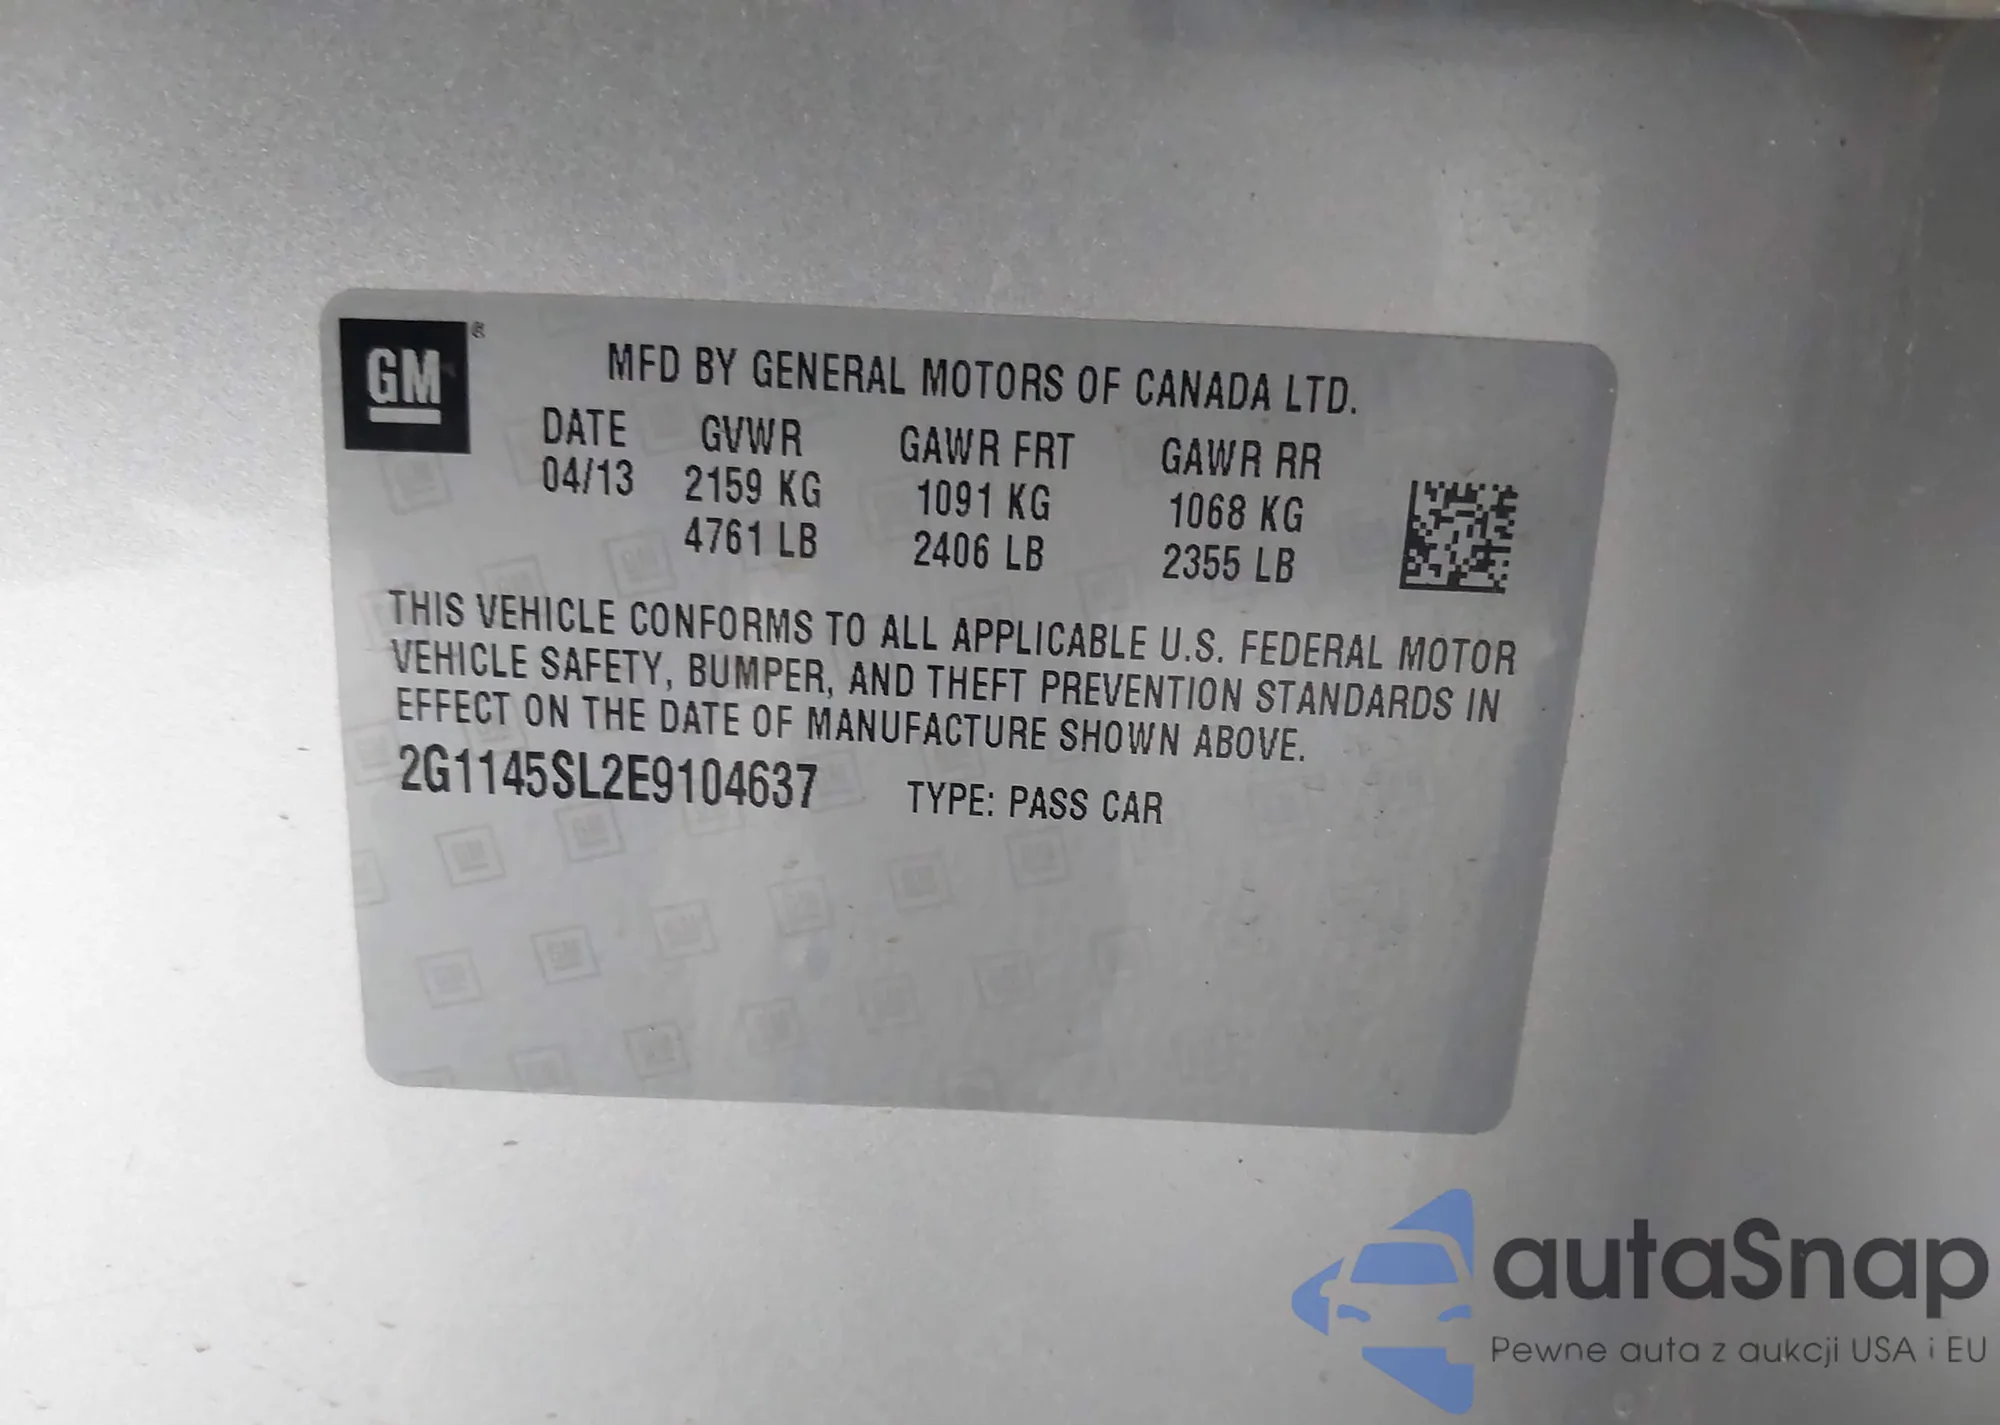 GM ®
MFD BY GENERAL MOTORS OF CANADA LTD.
DATE GVWR GAWR FRT GAWR RR
04/13 2159 KG 1091 KG 1068 KG
4761 LB 2406 LB 2355 LB
THIS VEHICLE CONFORMS TO ALL APPLICABLE U.S. FEDERAL MOTOR
VEHICLE SAFETY, BUMPER, AND THEFT PREVENTION STANDARDS IN
EFFECT ON THE DATE OF MANUFACTURE SHOWN ABOVE.
2G1145SL2E9104637 TYPE: PASS CAR
autaSnap
Pewne auta z aukcji USA i EU